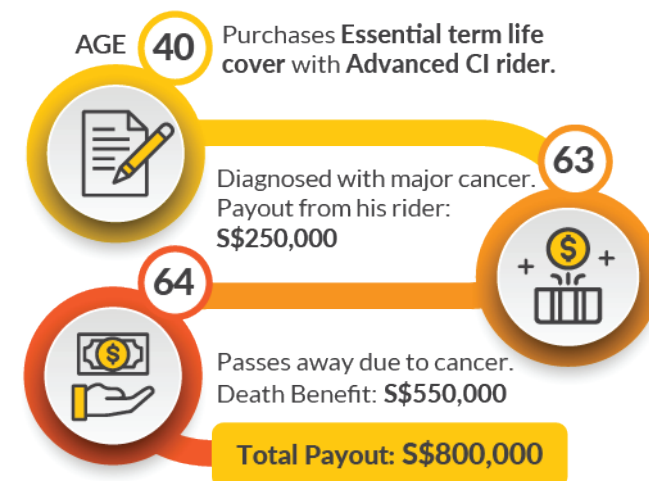 AGE 40
Purchases Essential term life
cover with Advanced CI rider.
63
Diagnosed with major cancer.
Payout from his rider:
S$250,000
64
Passes away due to cancer.
Death Benefit: S$550,000
Total Payout: S$800,000